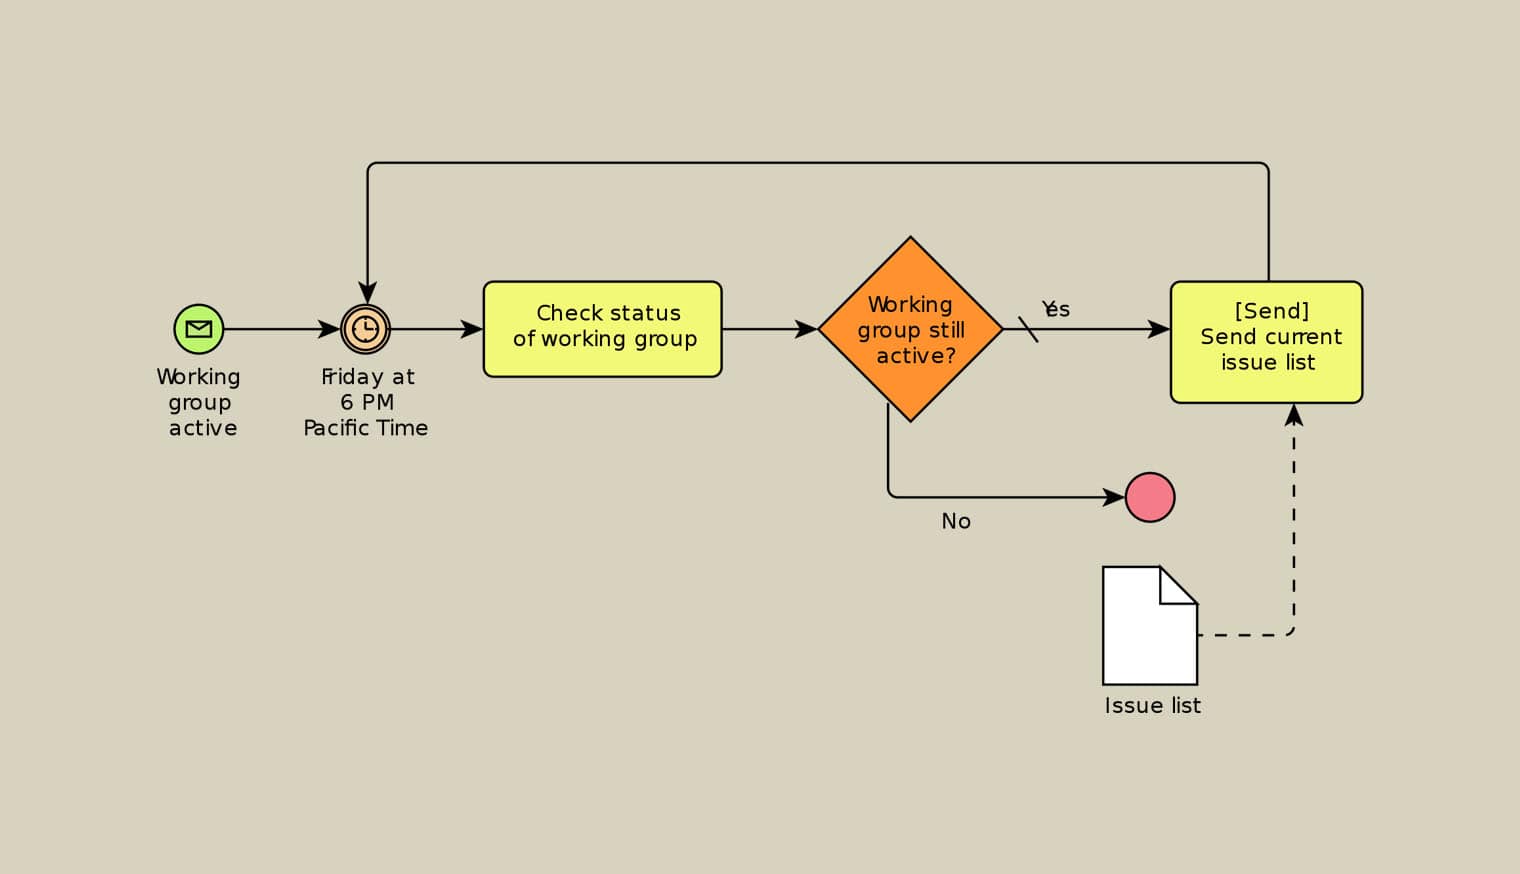 Working
group
active
Friday at
6 PM
Pacific Time
Check status
of working group
Working
group still
active?
Yes
[Send]
Send current
issue list
No
Issue list